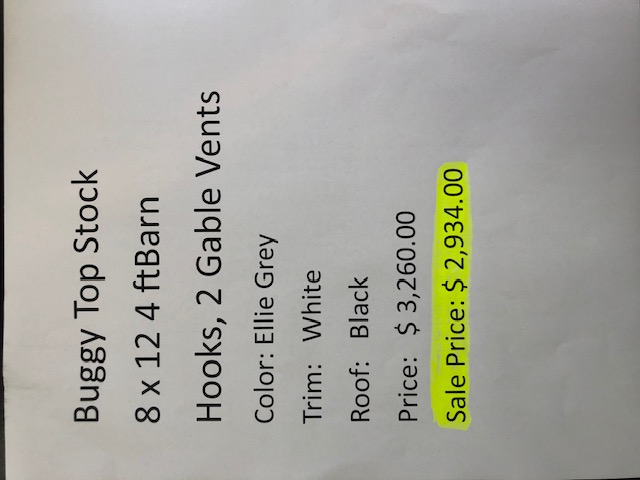 Buggy Top Stock
8 x 12 4 ftBarn
Hooks, 2 Gable Vents
Color: Ellie Grey
Trim: White
Roof: Black
Price: $ 3,260.00
Sale Price: $ 2,934.00